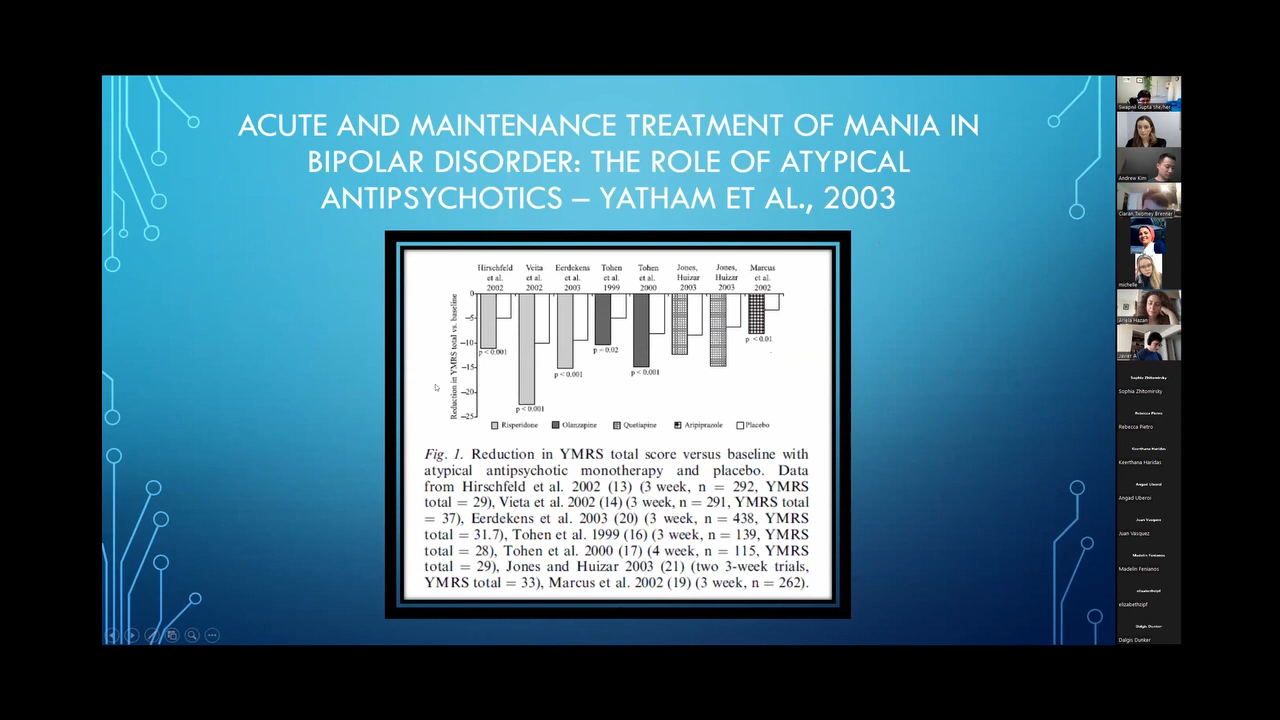 ACUTE AND MAINTENANCE TREATMENT OF MANIA IN
BIPOLAR DISORDER: THE ROLE OF ATYPICAL
ANTIPSYCHOTICS – YATHAM ET AL., 2003
Hirschfeld et al. 2002
Veita et al. 2002
Eerdekens et al. 2003
Tohen et al. 1999
Tohen et al. 2000
Jones, Huizar 2003
Jones, Huizar 2003
Marcus et al. 2002
Reduction in YMRS total vs. baseline
0
−5
−10
−15
−20
−25
p < 0.001
p < 0.001
p < 0.001
p < 0.02
p < 0.001
p < 0.01
Risperidone Olanzapine Quetiapine Aripiprazole Placebo
Fig. 1. Reduction in YMRS total score versus baseline with
atypical antipsychotic monotherapy and placebo. Data
from Hirschfeld et al. 2002 (13) (3 week, n = 292, YMRS
total = 29), Vieta et al. 2002 (14) (3 week, n = 291, YMRS total
= 37), Eerdekens et al. 2003 (20) (3 week, n = 438, YMRS
total = 31.7), Tohen et al. 1999 (16) (3 week, n = 139, YMRS
total = 28), Tohen et al. 2000 (17) (4 week, n = 115, YMRS
total = 29), Jones and Huizar 2003 (21) (two 3-week trials,
YMRS total = 33), Marcus et al. 2002 (19) (3 week, n = 262).
Swapnil Gupta she/her
Andrew Kim
Ciaran Twomey Brenner
michelle
Ariela Hazan
Javier A
Sophia Zhitomirsky
Sophia Zhitomirsky
Rebecca Pietro
Rebecca Pietro
Keerthana Haridas
Keerthana Haridas
Angad Uberoi
Angad Uberoi
Juan Vasquez
Juan Vasquez
Madelin Fenianos
Madelin Fenianos
elizabethzipf
elizabethzipf
Dalgis Dunker
Dalgis Dunker